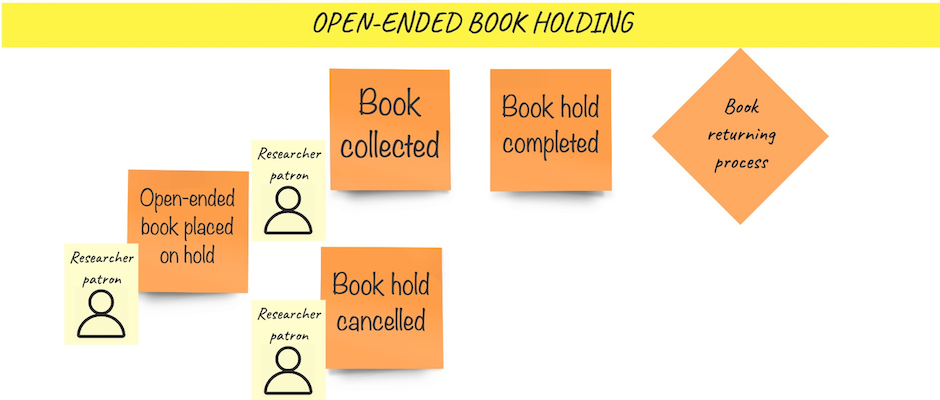 OPEN-ENDED BOOK HOLDING
Book
collected
Book hold
completed
Book
returning
process
Researcher
patron
Open-ended
book placed
on hold
Researcher
patron
Book hold
cancelled
Researcher
patron